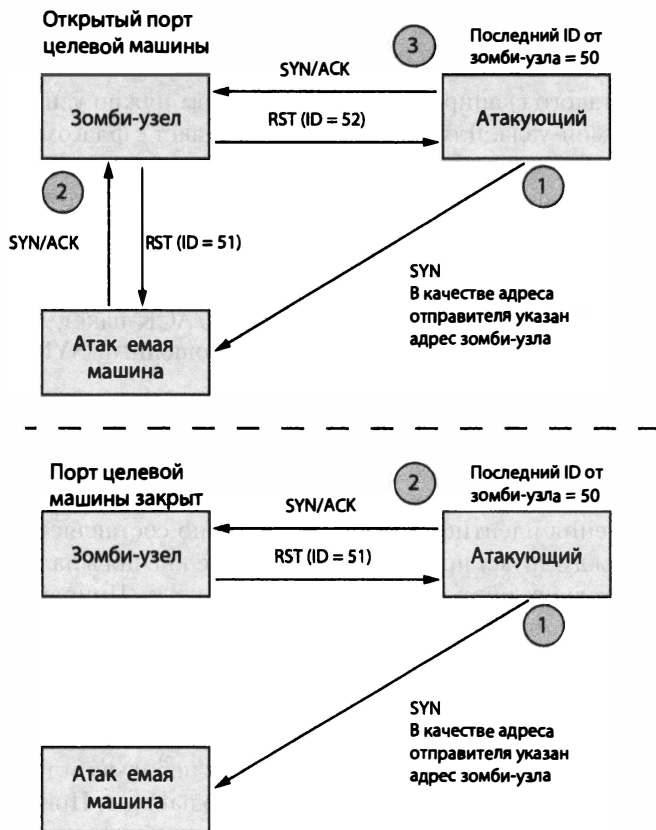 Открытый порт
целевой машины
3
Последний ID от
зомби-узла = 50
SYN/ACK
Зомби-узел
RST (ID = 52)
Атакующий
2
1
SYN/ACK
RST (ID = 51)
SYN
В качестве адреса
отправителя указан
адрес зомби-узла
Атак емая
машина
Порт целевой
машины закрыт
2
Последний ID от
зомби-узла = 50
SYN/ACK
Зомби-узел
RST (ID = 51)
Атакующий
1
SYN
В качестве адреса
отправителя указан
адрес зомби-узла
Атак емая
машина